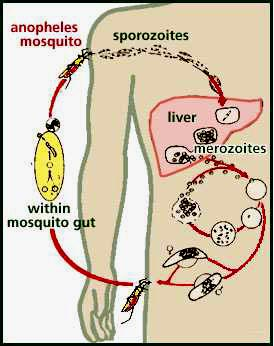 anopheles
mosquito
sporozoites
liver
merozoites
within
mosquito gut
♀
♂